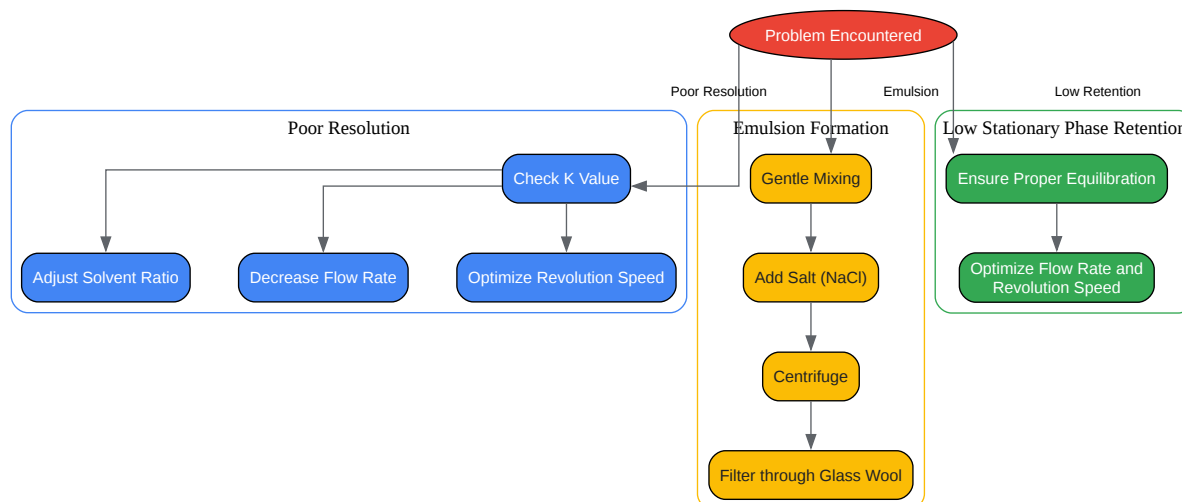 Problem Encountered
Poor Resolution
Emulsion
Low Retention
Poor Resolution
Emulsion Formation
Low Stationary Phase Retention
Check K Value
Gentle Mixing
Ensure Proper Equilibration
Adjust Solvent Ratio
Decrease Flow Rate
Optimize Revolution Speed
Add Salt (NaCl)
Optimize Flow Rate and
Revolution Speed
Centrifuge
Filter through Glass Wool